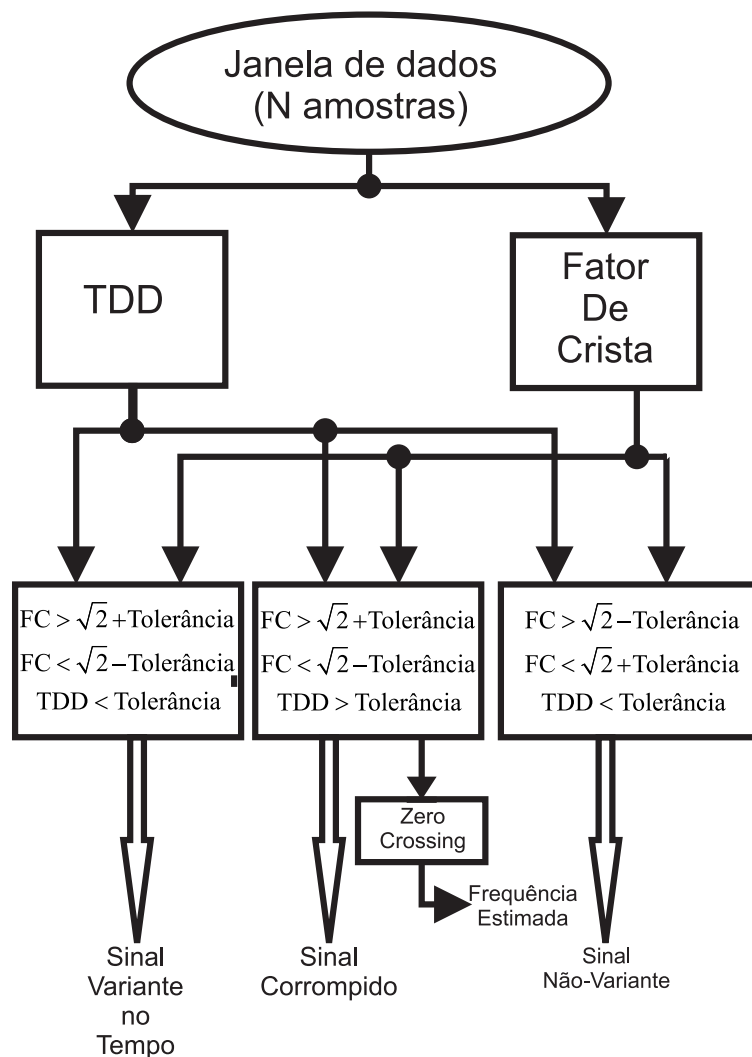 Janela de dados
(N amostras)
TDD
Fator
De
Crista
FC > √2 +Tolerância
FC < √2 −Tolerância
TDD < Tolerância
FC > √2 +Tolerância
FC < √2 −Tolerância
TDD > Tolerância
FC > √2 −Tolerância
FC < √2 +Tolerância
TDD < Tolerância
Zero
Crossing
Frequência
Estimada
Sinal
Variante
no
Tempo
Sinal
Corrompido
Sinal
Não-Variante